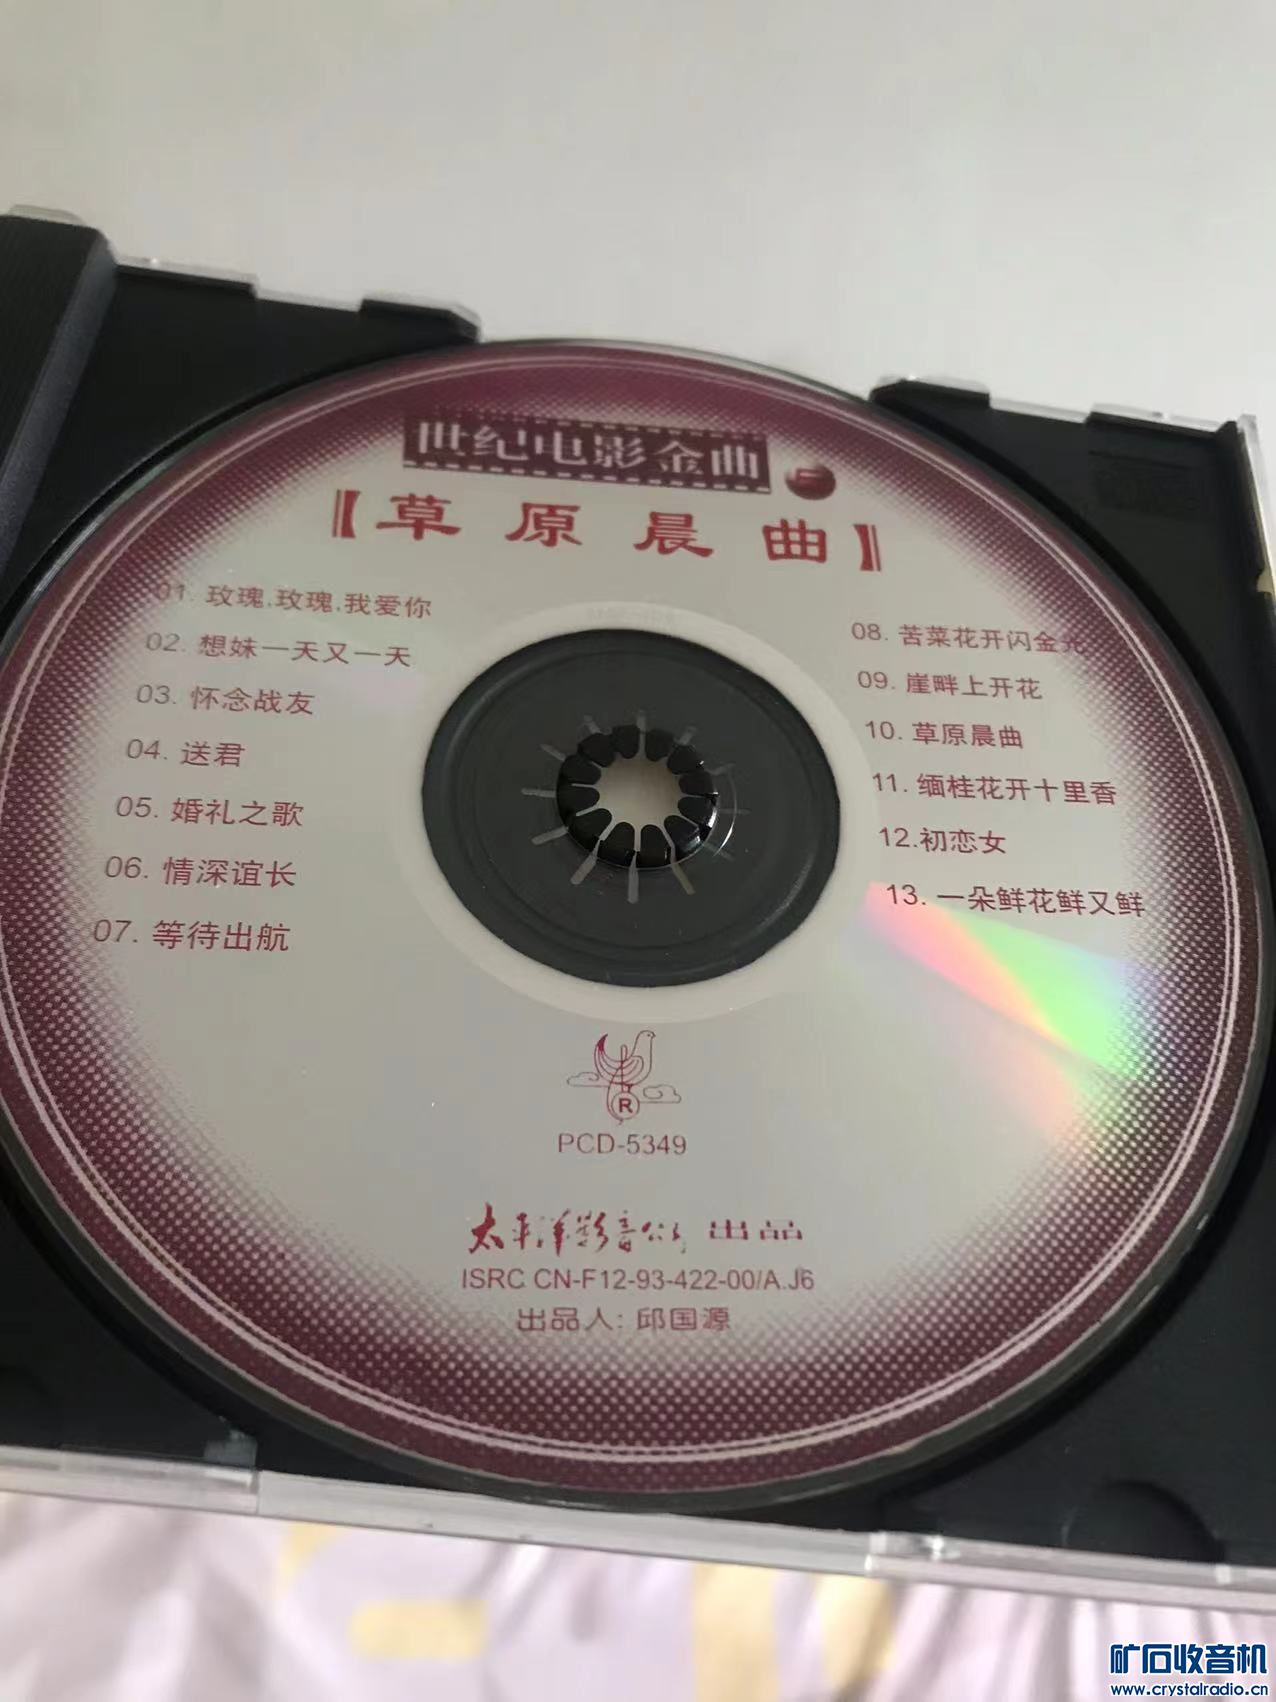 世纪电影金曲
【草原晨曲】
01. 玫瑰,玫瑰,我爱你
02. 想妹一天又一天
03. 怀念战友
04. 送君
05. 婚礼之歌
06. 情深谊长
07. 等待出航
08. 苦菜花开闪金光
09. 崖畔上开花
10. 草原晨曲
11. 缅桂花开十里香
12.初恋女
13. 一朵鲜花鲜又鲜
R
PCD-5349
太平洋影音公司 出品
ISRC CN-F12-93-422-00/A.J6
出品人: 邱国源
矿石收音机
www.crystalradio.cn